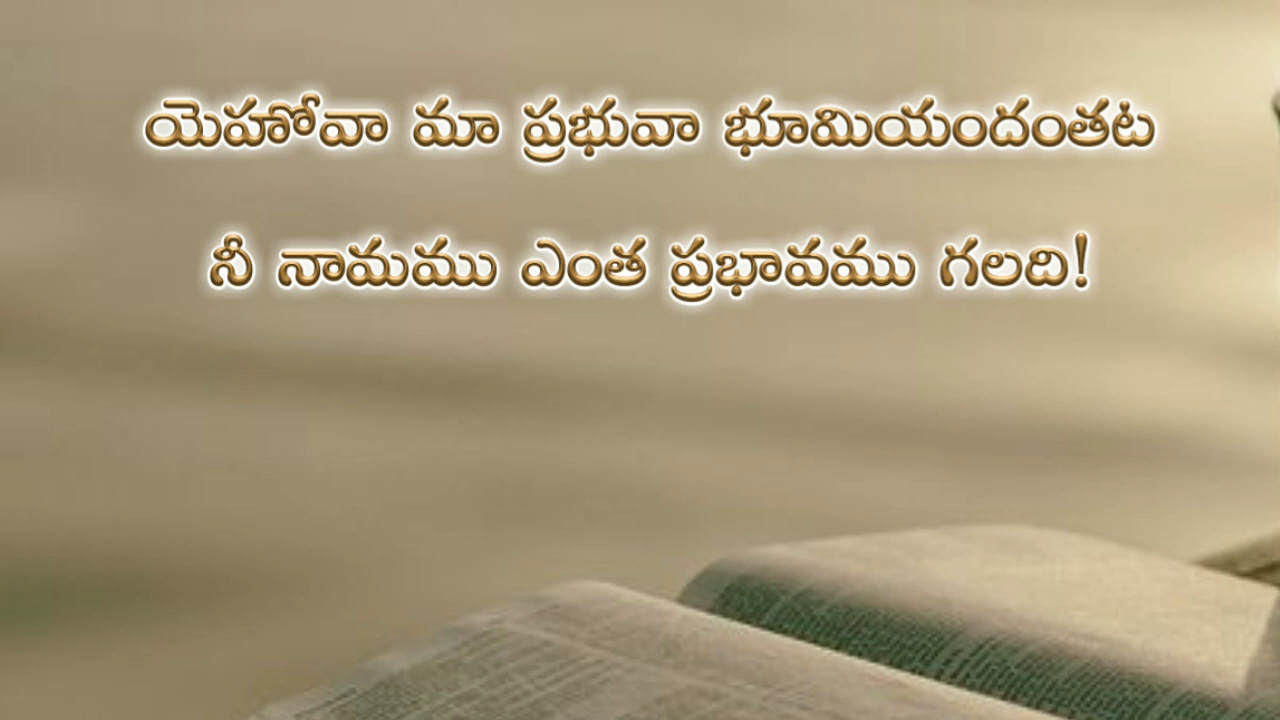 యెహోవా మా ప్రభువా భూమియందంతట
నీ నామము ఎంత ప్రభావము గలది!